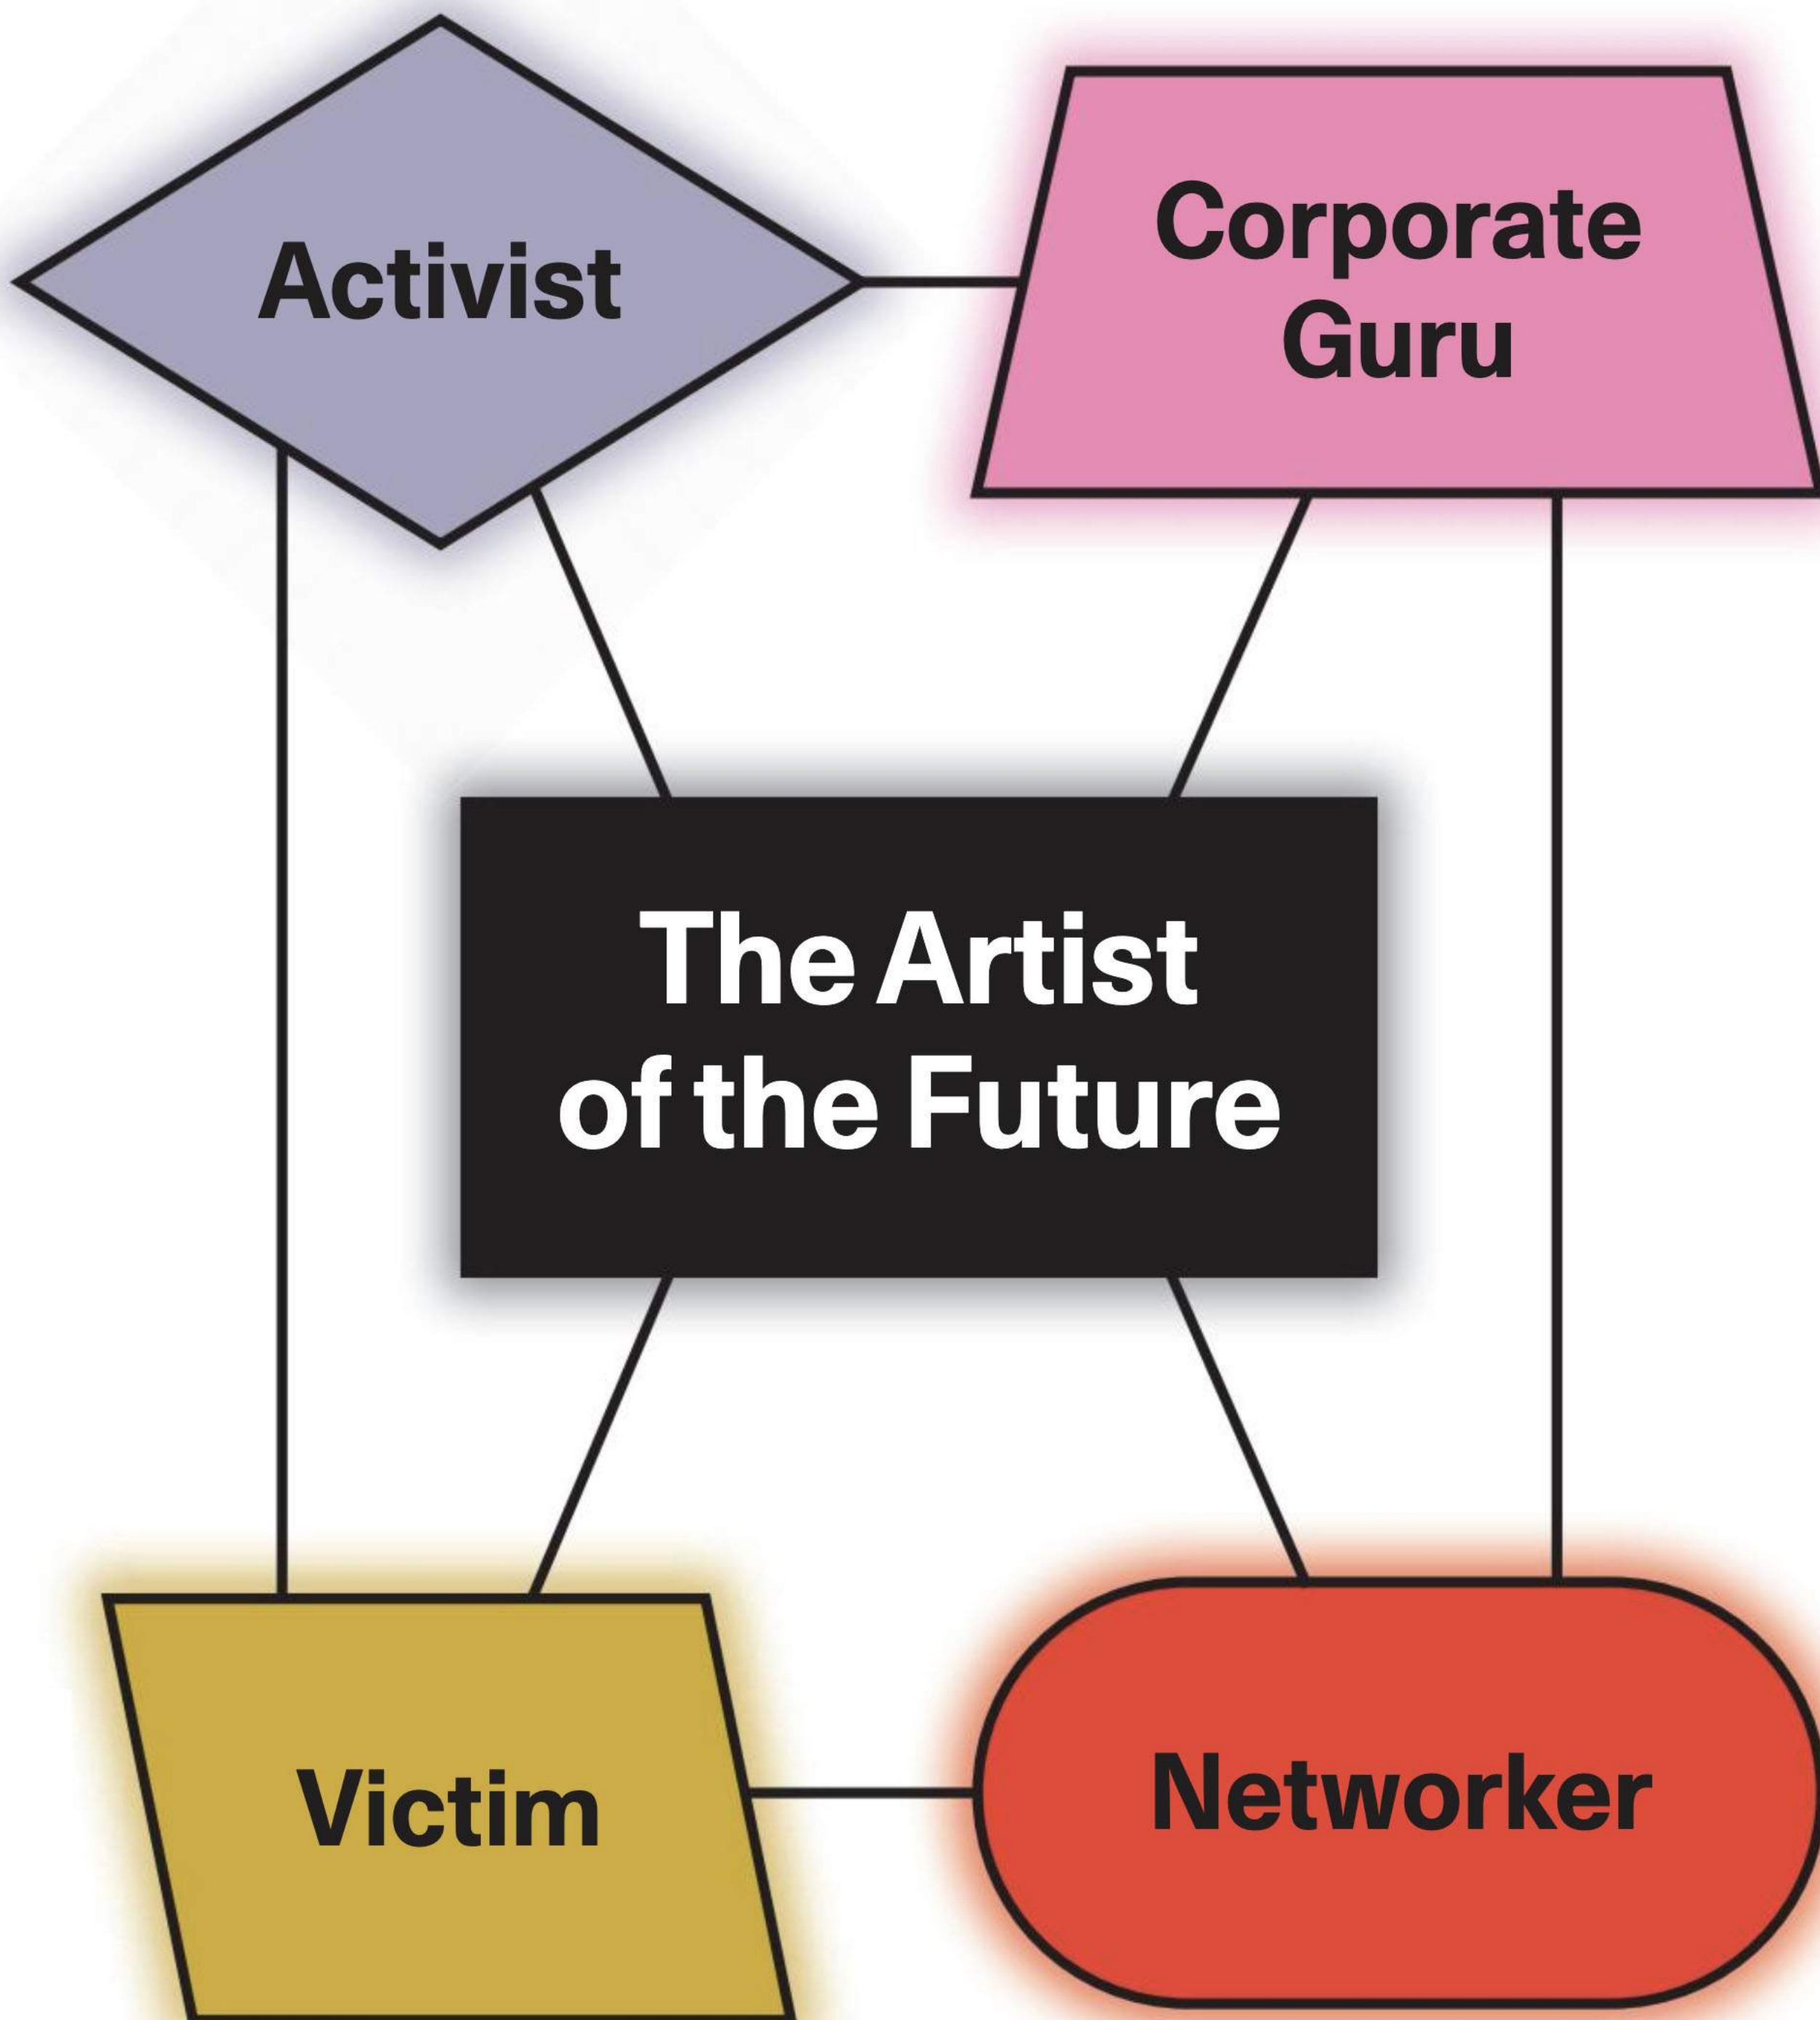 Activist
Corporate
Guru
The Artist
of the Future
Victim
Networker